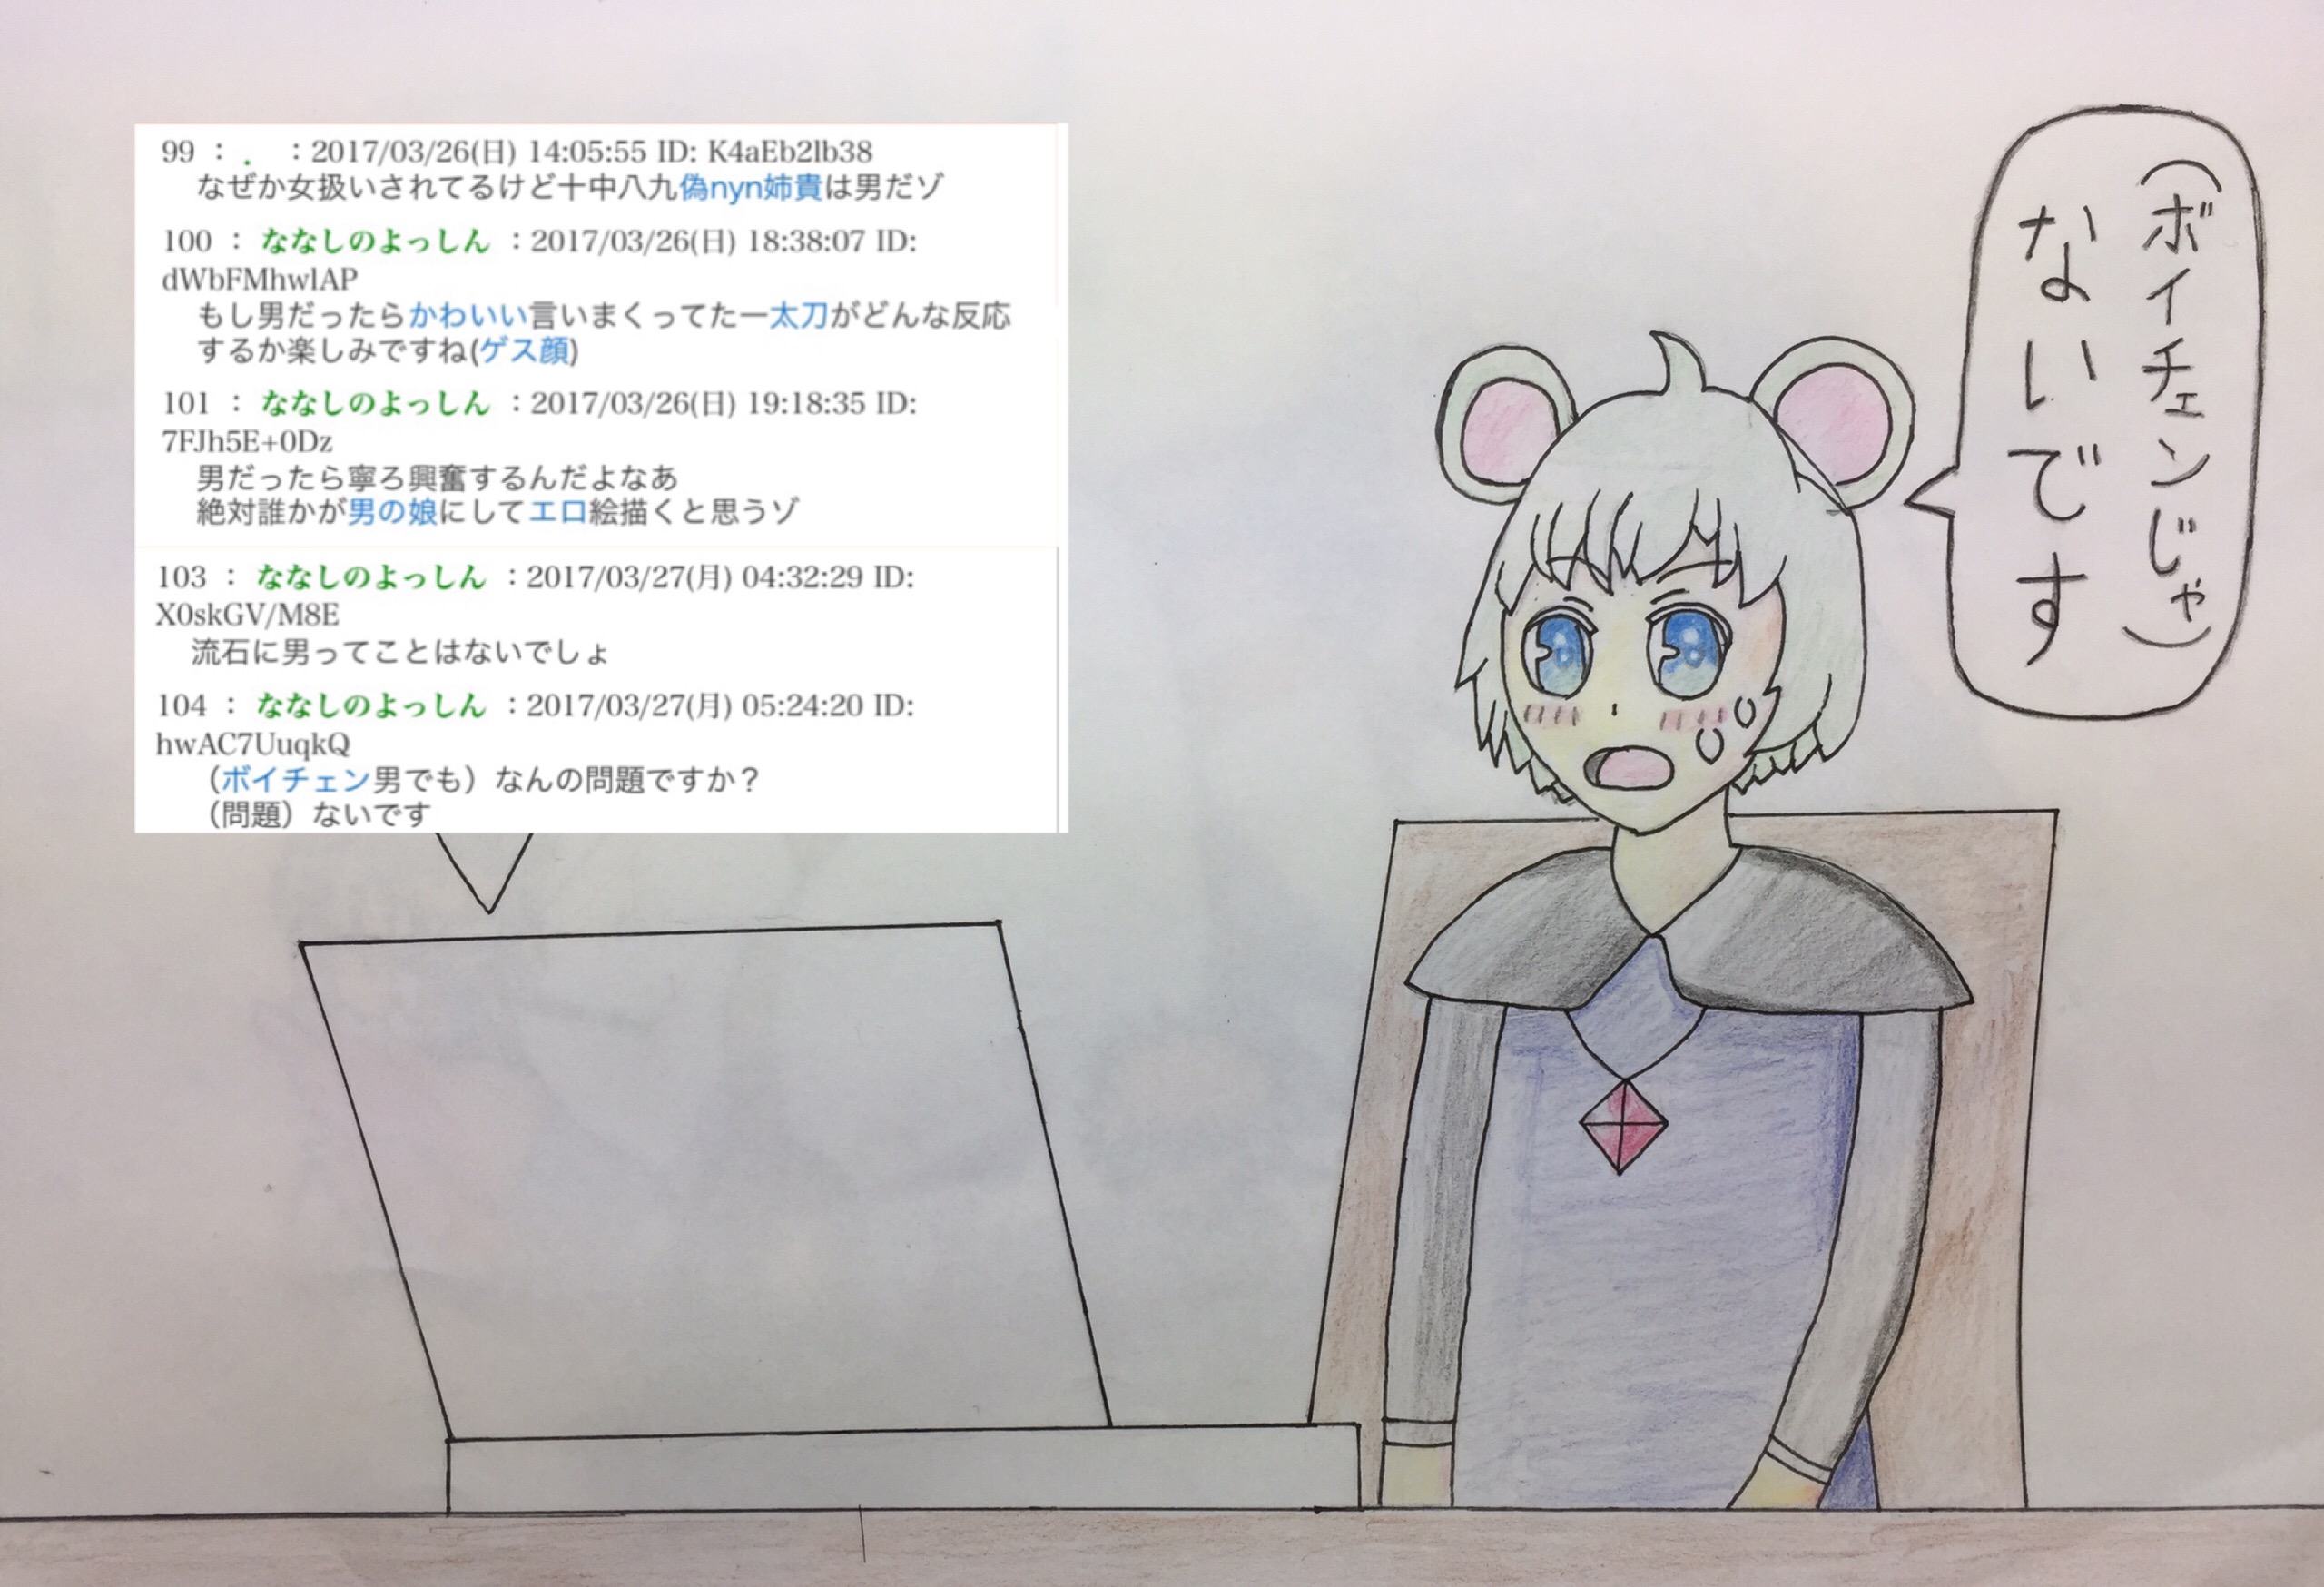 99 ： . ：2017/03/26(日) 14:05:55 ID: K4aEb2lb38
なぜか女扱いされてるけど十中八九偽nyn姉貴は男だゾ
100 ： ななしのよっしん ：2017/03/26(日) 18:38:07 ID:
dWbFMhwlAP
もし男だったらかわいい言いまくってた一太刀がどんな反応
するか楽しみですね(ゲス顔)
101 ： ななしのよっしん ：2017/03/26(日) 19:18:35 ID:
7FJh5E+0Dz
男だったら寧ろ興奮するんだよなあ
絶対誰かが男の娘にしてエロ絵描くと思うゾ
103 ： ななしのよっしん ：2017/03/27(月) 04:32:29 ID:
X0skGV/M8E
流石に男ってことはないでしょ
104 ： ななしのよっしん ：2017/03/27(月) 05:24:20 ID:
hwAC7UuqkQ
（ボイチェン男でも）なんの問題ですか？
（問題）ないです
（ボイチェンじゃ）
ないです